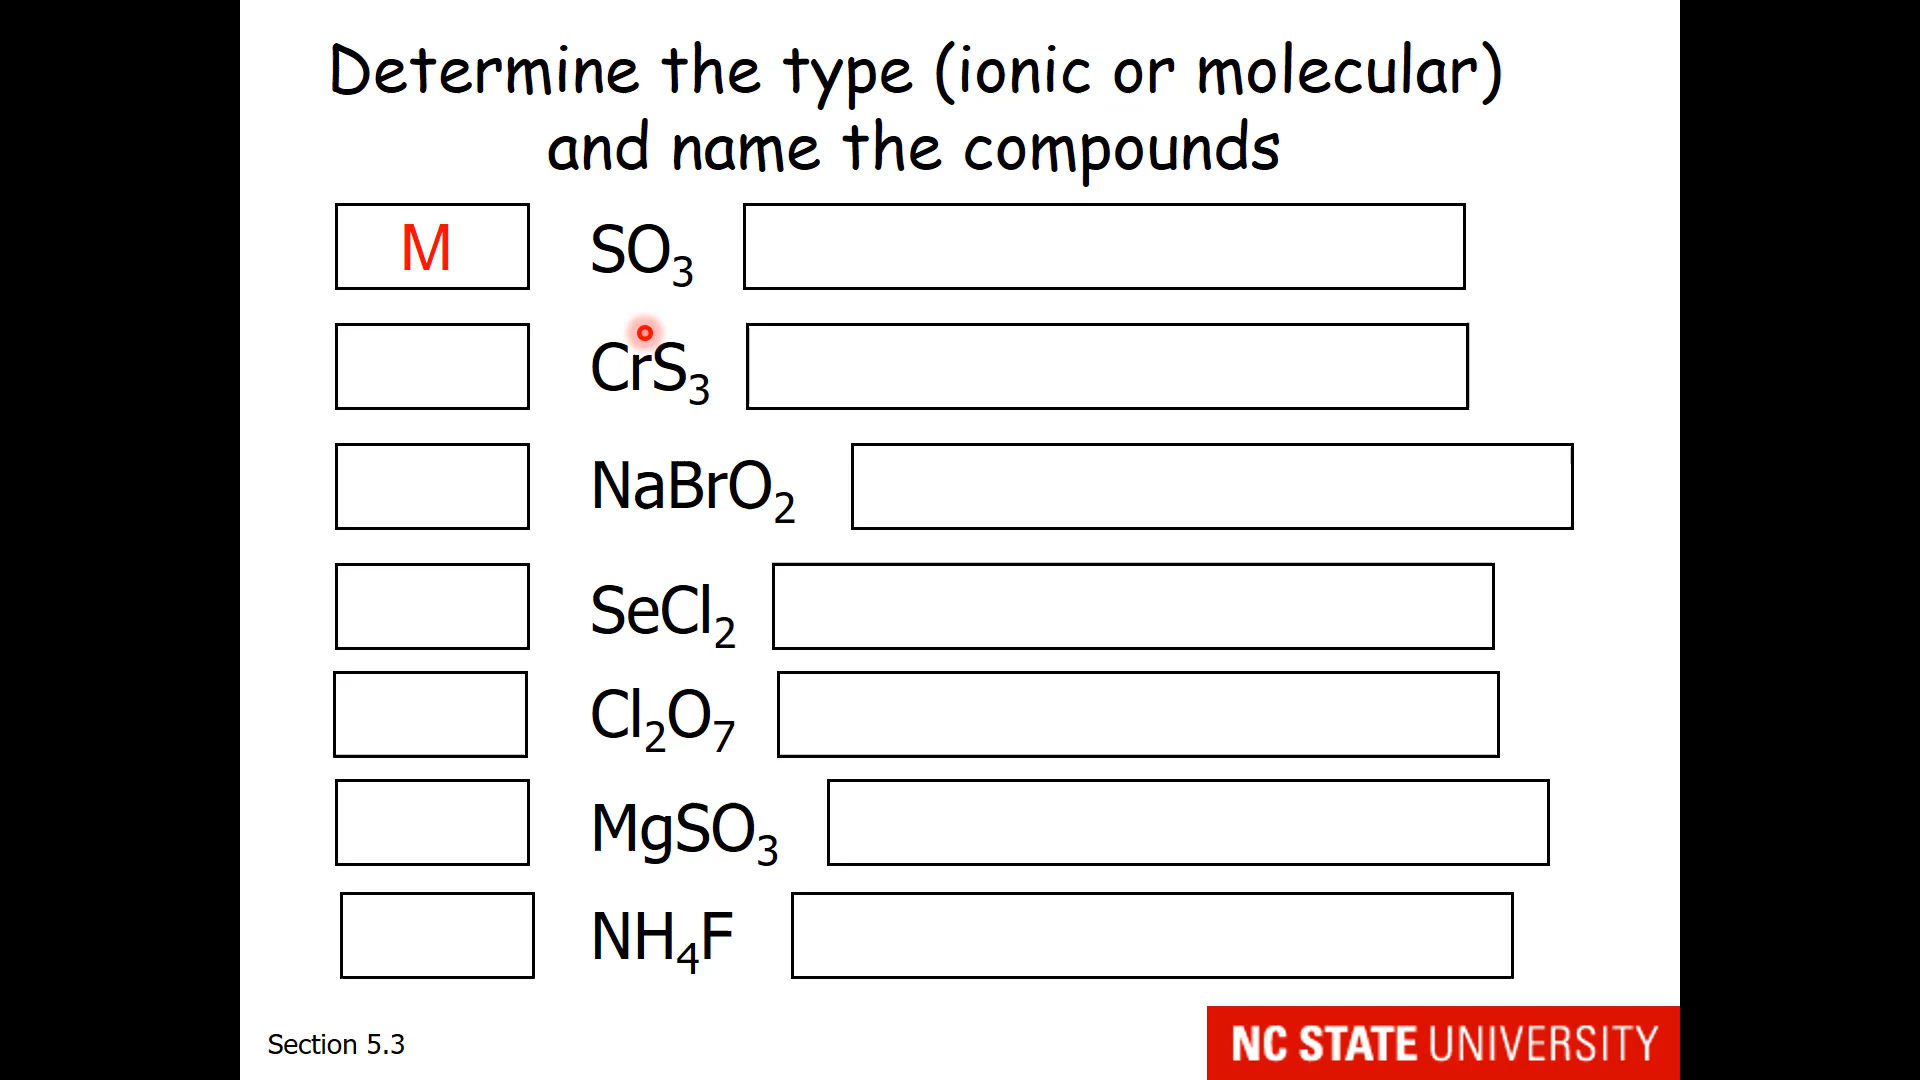 Determine the type (ionic or molecular)
and name the compounds
M SO₃
CrS₃
NaBrO₂
SeCl₂
Cl₂O₇
MgSO₃
NH₄F
Section 5.3
NC STATE UNIVERSITY